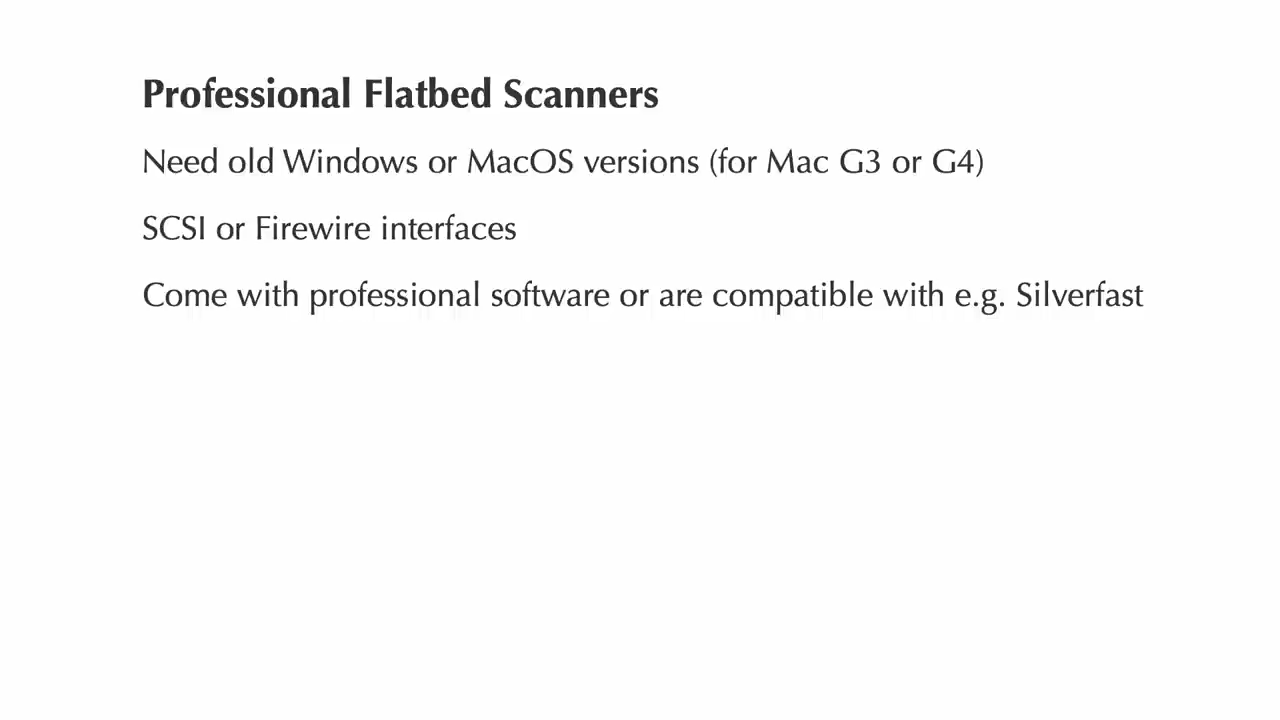 Professional Flatbed Scanners
Need old Windows or MacOS versions (for Mac G3 or G4)
SCSI or Firewire interfaces
Come with professional software or are compatible with e.g. Silverfast